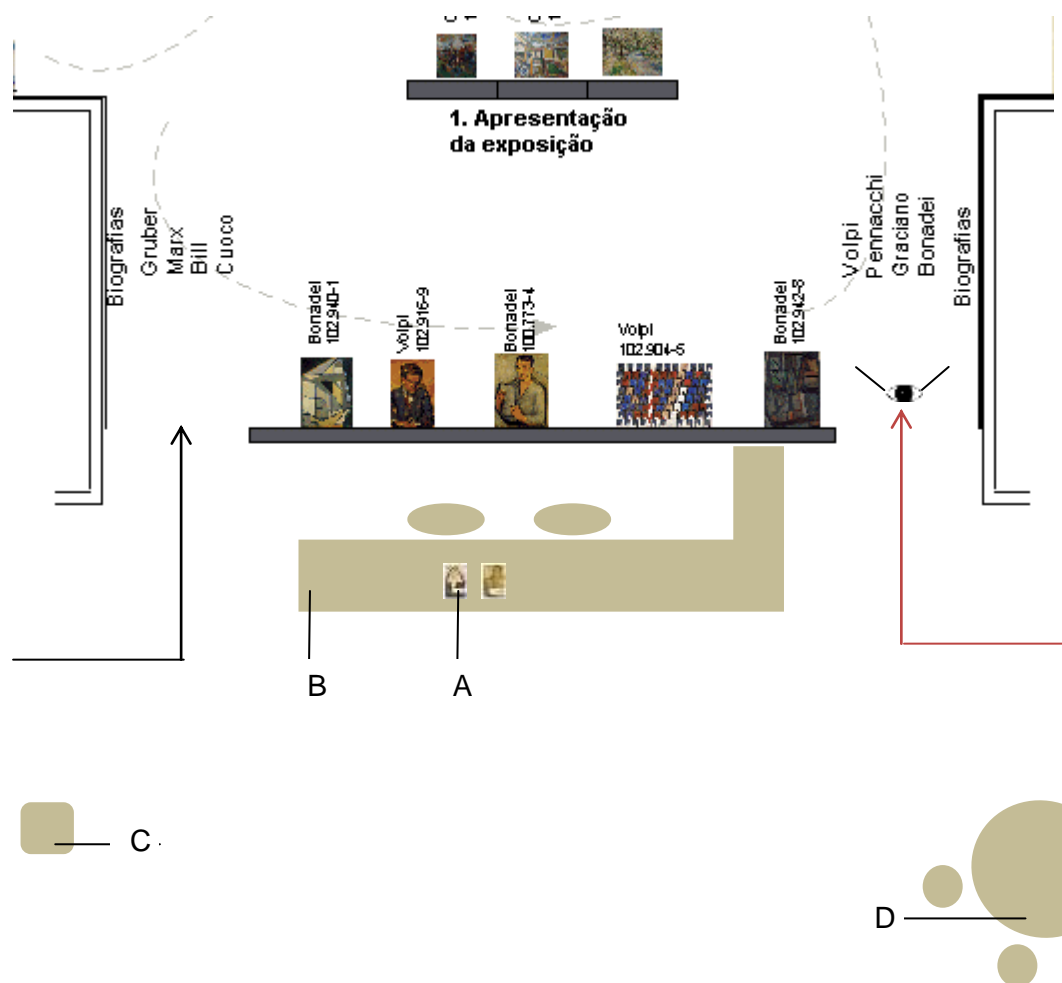 1. Apresentação
da exposição
Biografias
Gruber
Marx
Bill
Cuoco
Volpi
Pennacchi
Graciano
Bonadei
Biografias
Bonadei
102.940-1
Volpi
102.916-9
Bonadei
100.773-4
Volpi
102.904-5
Bonadei
102.942-8
B
A
C
D